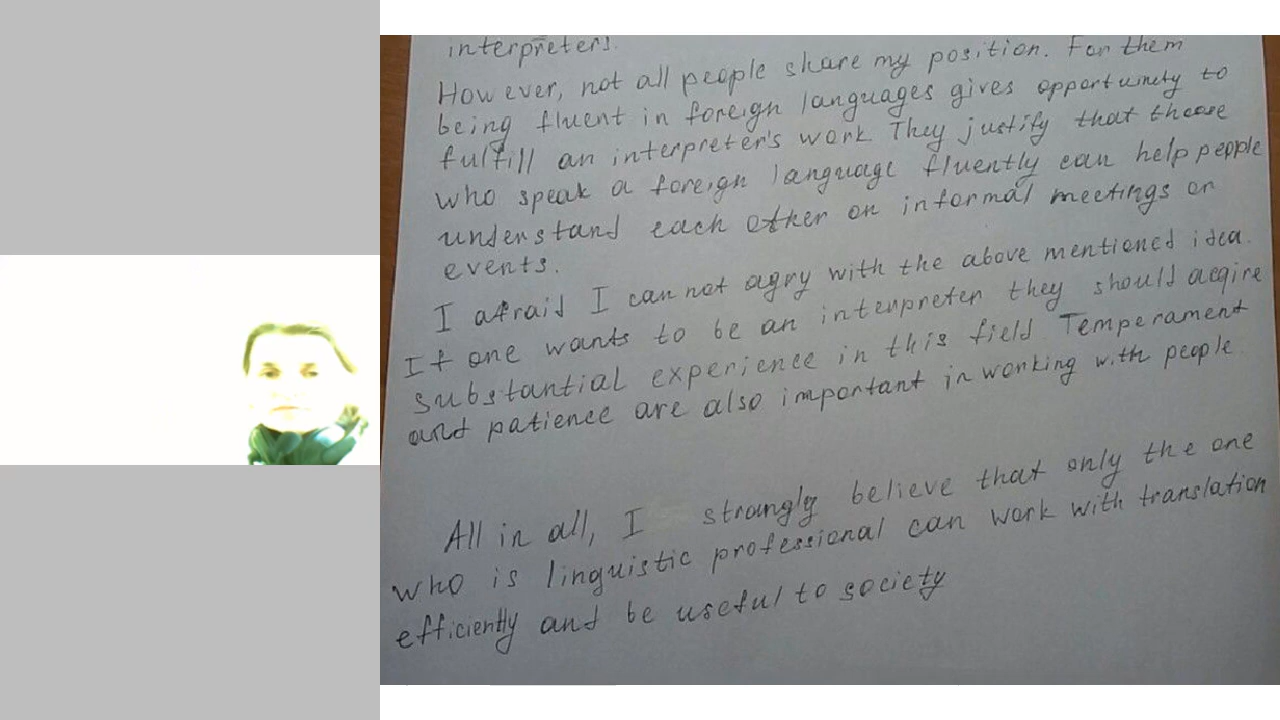 interpreters.
However, not all people share my position. For them
being fluent in foreign languages gives opportunity to
fulfill an interpreter's work They justify that those
who speak a foreign language fluently can help people
understand each other on informal meetings or
events.
I afraid I can not agry with the above mentioned idea.
If one wants to be an interpreter they should aeqire
substantial experience in this field Temperament
and patience are also important in working with people
All in all, I strongly believe that only the one
who is linguistic professional can work with translation
efficiently and be useful to society